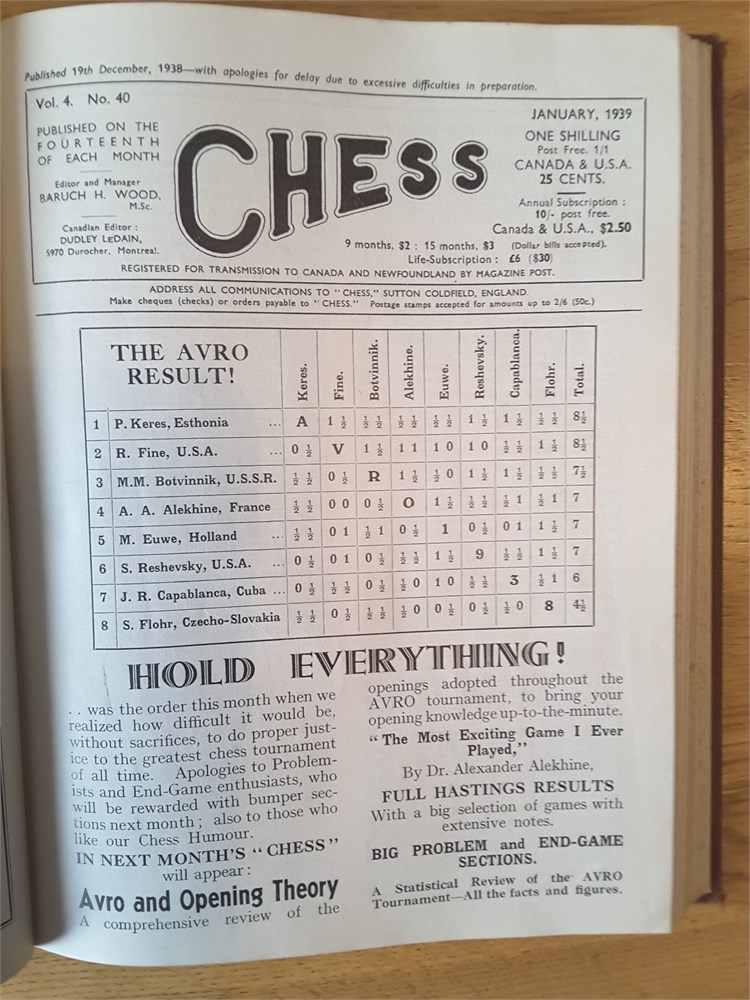 Published 19th December, 1938—with apologies for delay due to excessive difficulties in preparation.
Vol. 4. No. 40
PUBLISHED ON THE
FOURTEENTH
OF EACH MONTH
Editor and Manager
BARUCH H. WOOD,
M.Sc.
Canadian Editor :
DUDLEY LeDAIN,
5970 Durocher, Montreal.
CHESS
JANUARY, 1939
ONE SHILLING
Post Free. 1/1
CANADA & U.S.A.
25 CENTS.
Annual Subscription :
10/- post free.
Canada & U.S.A., $2.50
9 months, $2 : 15 months, $3 (Dollar bills accepted).
Life-Subscription : £6 ($30)
REGISTERED FOR TRANSMISSION TO CANADA AND NEWFOUNDLAND BY MAGAZINE POST.
ADDRESS ALL COMMUNICATIONS TO "CHESS," SUTTON COLDFIELD, ENGLAND.
Make cheques (checks) or orders payable to "CHESS." Postage stamps accepted for amounts up to 2/6 (50c.)
THE AVRO
RESULT!
Keres. Fine. Botvinnik. Alekhine. Euwe. Reshevsky. Capablanca. Flohr. Total.
1 P. Keres, Esthonia ... A 1 ½ ½ ½ ½ ½ ½ ½ 1 ½ 1 ½ ½ ½ 8½
2 R. Fine, U.S.A. ... 0 ½ V 1 ½ 1 1 1 0 1 0 ½ ½ 1 ½ 8½
3 M.M. Botvinnik, U.S.S.R. ½ ½ 0 ½ R 1 ½ ½ 0 1 ½ 1 ½ ½ ½ 7½
4 A. A. Alekhine, France ½ ½ 0 0 0 ½ O 1 ½ ½ ½ ½ 1 ½ 1 7
5 M. Euwe, Holland ... ½ ½ 0 1 ½ 1 0 ½ 1 0 ½ 0 1 1 ½ 7
6 S. Reshevsky, U.S.A. ... 0 ½ 0 1 0 ½ ½ ½ 1 ½ 9 ½ ½ 1 ½ 7
7 J. R. Capablanca, Cuba ... 0 ½ ½ ½ 0 ½ ½ 0 1 0 ½ ½ 3 ½ 1 6
8 S. Flohr, Czecho-Slovakia ½ ½ 0 ½ ½ ½ ½ 0 0 ½ 0 ½ ½ 0 8 4½
HOLD EVERYTHING!
. . was the order this month when we
realized how difficult it would be,
without sacrifices, to do proper just-
ice to the greatest chess tournament
of all time. Apologies to Problem-
ists and End-Game enthusiasts, who
will be rewarded with bumper sec-
tions next month ; also to those who
like our Chess Humour.
IN NEXT MONTH'S "CHESS"
will appear :
Avro and Opening Theory
A comprehensive review of the
openings adopted throughout the
AVRO tournament, to bring your
opening knowledge up-to-the-minute.
"The Most Exciting Game I Ever
Played,"
By Dr. Alexander Alekhine,
FULL HASTINGS RESULTS
With a big selection of games with
extensive notes.
BIG PROBLEM and END-GAME
SECTIONS.
A Statistical Review of the AVRO
Tournament—All the facts and figures.